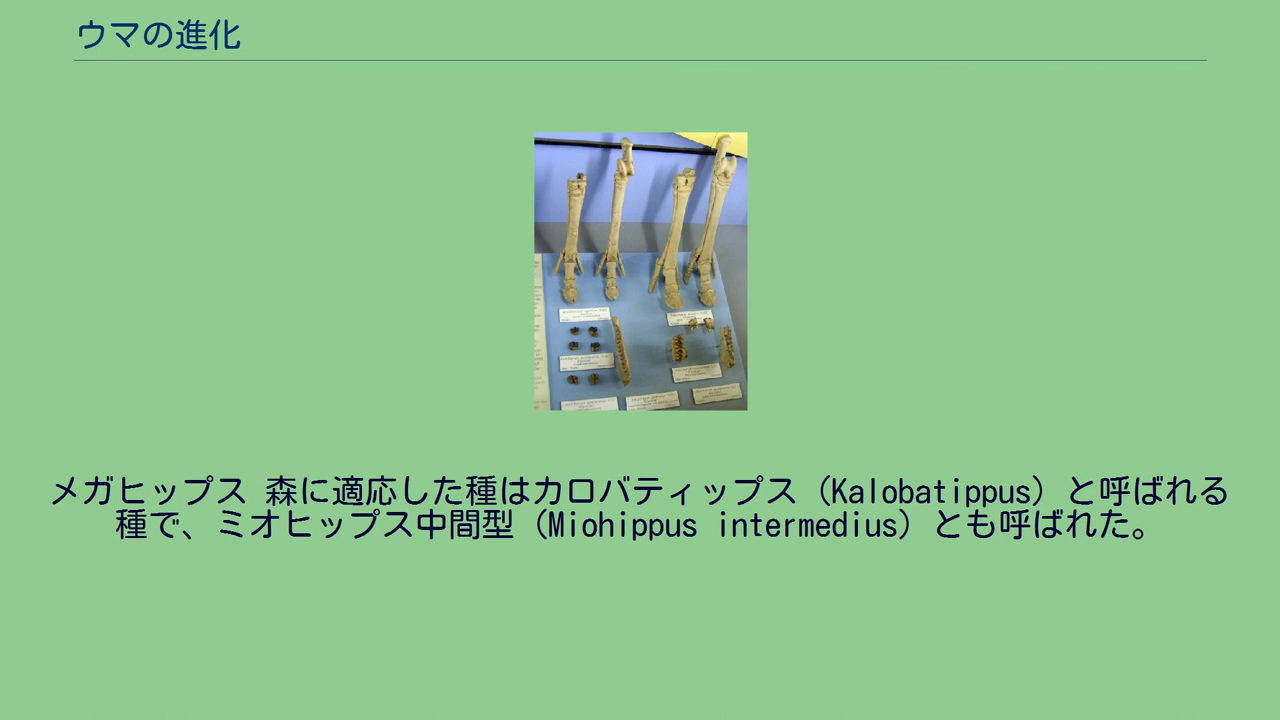 ウマの進化
メガヒップス 森に適応した種はカロバティップス（Kalobatippus）と呼ばれる
種で、ミオヒップス中間型（Miohippus intermedius）とも呼ばれた。